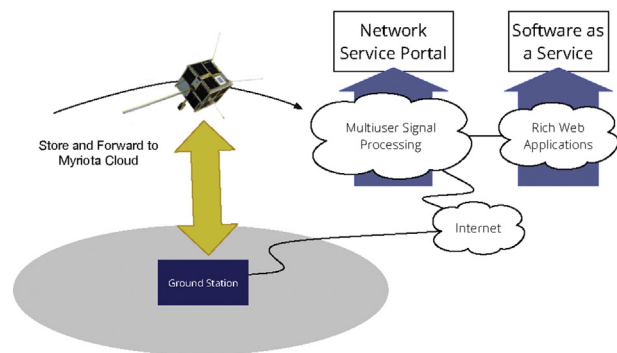 Network
Service Portal
Software as
a Service
Store and Forward to
Myriota Cloud
Multiuser Signal
Processing
Rich Web
Applications
Internet
Ground Station